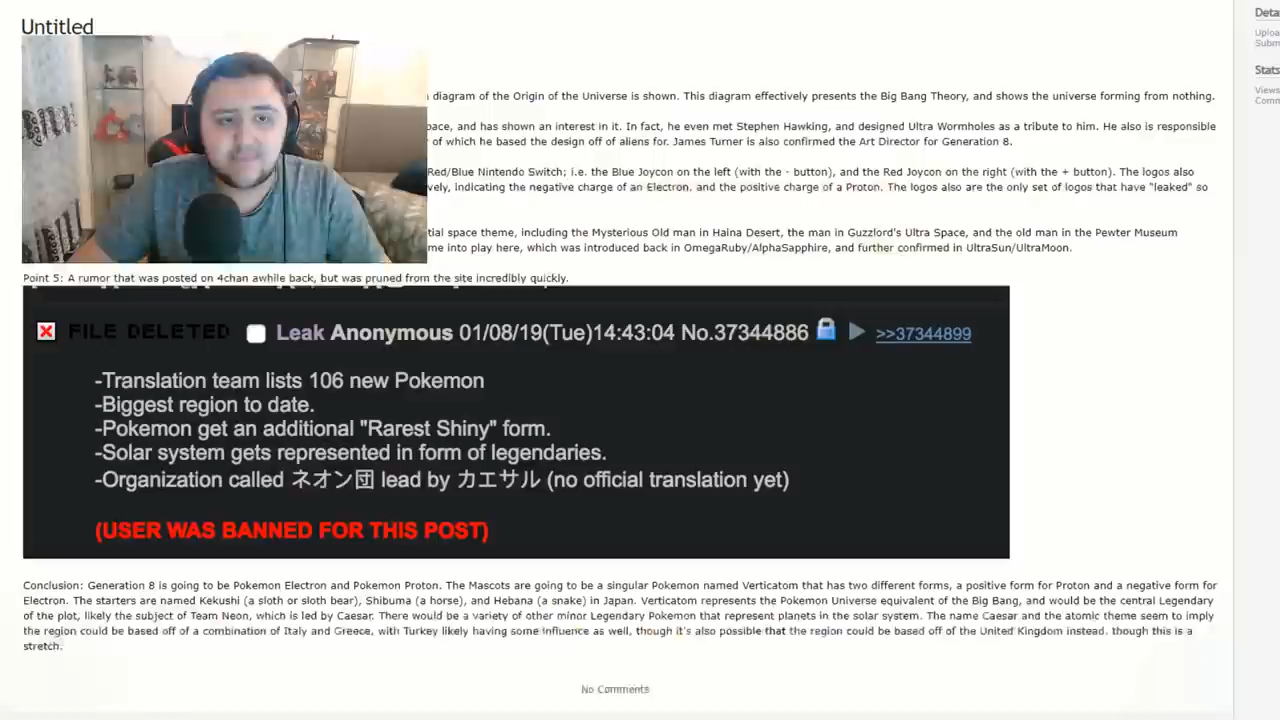 Untitled
Detai
Uploa
Subm
Stats
Views
Comm
diagram of the Origin of the Universe is shown. This diagram effectively presents the Big Bang Theory, and shows the universe forming from nothing.
pace, and has shown an interest in it. In fact, he even met Stephen Hawking, and designed Ultra Wormholes as a tribute to him. He also is responsible
of which he based the design off of aliens for. James Turner is also confirmed the Art Director for Generation 8.
Red/Blue Nintendo Switch; i.e. the Blue Joycon on the left (with the - button), and the Red Joycon on the right (with the + button). The logos also
vely, indicating the negative charge of an Electron, and the positive charge of a Proton. The logos also are the only set of logos that have "leaked" so
tial space theme, including the Mysterious Old man in Haina Desert, the man in Guzzlord's Ultra Space, and the old man in the Pewter Museum
me into play here, which was introduced back in OmegaRuby/AlphaSapphire, and further confirmed in UltraSun/UltraMoon.
Point 5: A rumor that was posted on 4chan awhile back, but was pruned from the site incredibly quickly.
FILE DELETED Leak Anonymous 01/08/19(Tue)14:43:04 No.37344886 >>37344899
-Translation team lists 106 new Pokemon
-Biggest region to date.
-Pokemon get an additional "Rarest Shiny" form.
-Solar system gets represented in form of legendaries.
-Organization called ネオン団 lead by カエサル (no official translation yet)
(USER WAS BANNED FOR THIS POST)
Conclusion: Generation 8 is going to be Pokemon Electron and Pokemon Proton. The Mascots are going to be a singular Pokemon named Verticatom that has two different forms, a positive form for Proton and a negative form for
Electron. The starters are named Kekushi (a sloth or sloth bear), Shibuma (a horse), and Hebana (a snake) in Japan. Verticatom represents the Pokemon Universe equivalent of the Big Bang, and would be the central Legendary
of the plot, likely the subject of Team Neon, which is led by Caesar. There would be a variety of other minor Legendary Pokemon that represent planets in the solar system. The name Caesar and the atomic theme seem to imply
the region could be based off of a combination of Italy and Greece, with Turkey likely having some influence as well, though it's also possible that the region could be based off of the United Kingdom instead, though this is a
stretch.
No Comments